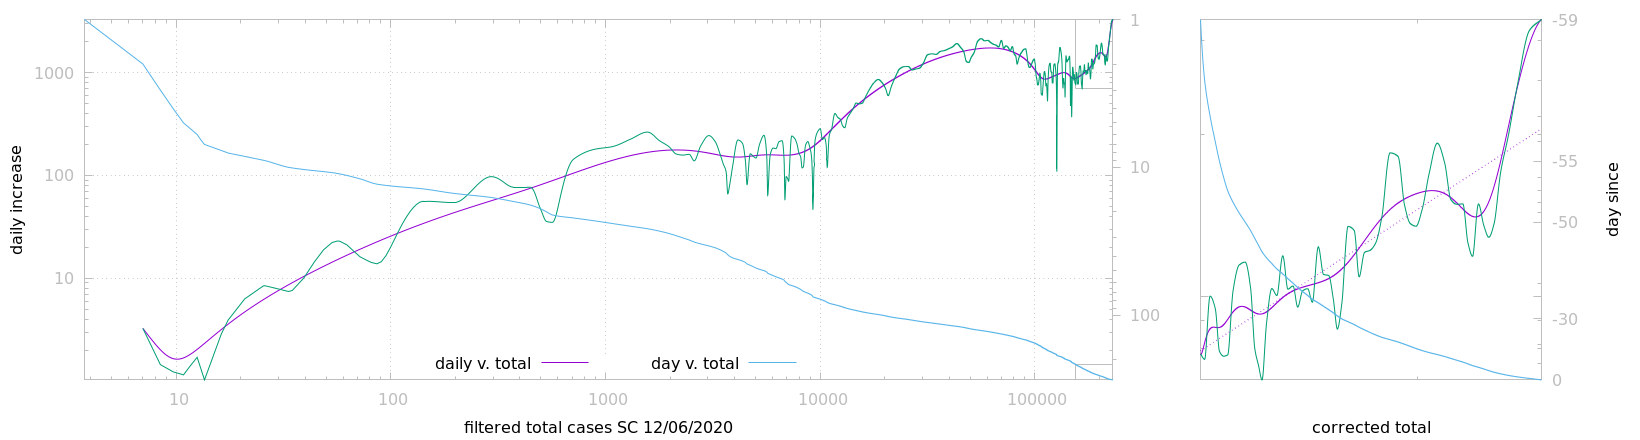 1
-59
1000
daily increase
100
10
10
100
-55
-50
-30
0
day since
daily v. total
day v. total
10
100
1000
10000
100000
filtered total cases SC 12/06/2020
corrected total